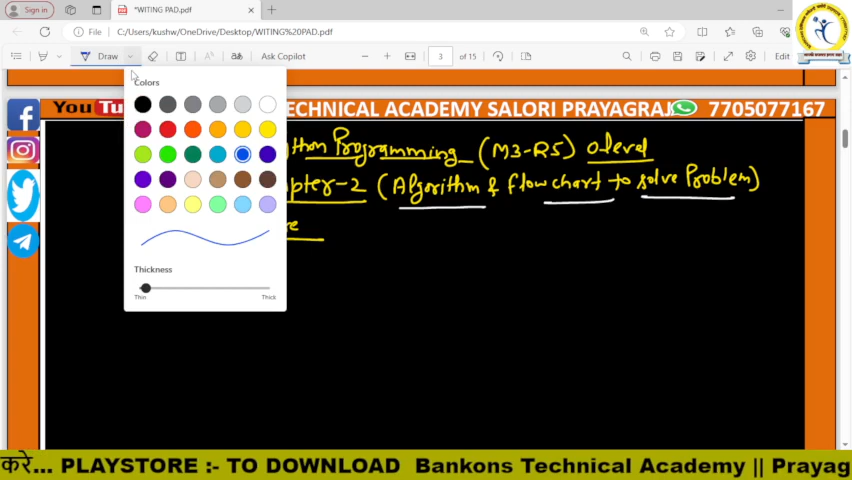 Sign in
*WITING PAD.pdf
File C:/Users/kushw/OneDrive/Desktop/WITING%20PAD.pdf
Draw Ask Copilot 3 of 15 Edit
Colors
You Tu ECHNICAL ACADEMY SALORI PRAYAGRAJ 7705077167
thon Programming (M3-R5) O level
pter-2 (Algorithm & flow chart to solve Problem)
re
Thickness
Thin Thick
करे... PLAYSTORE :- TO DOWNLOAD Bankons Technical Academy || Prayag